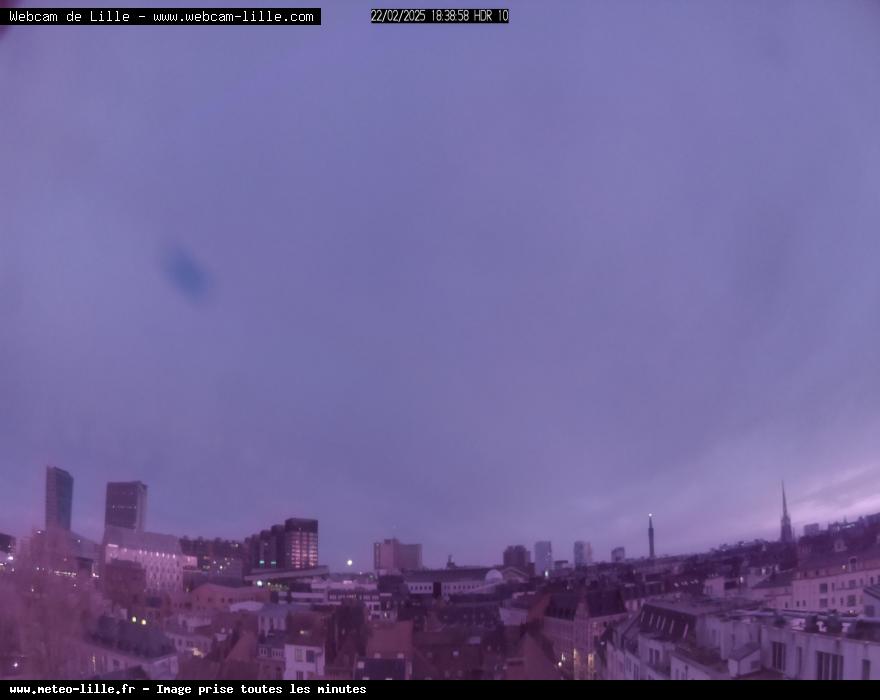 Webcam de Lille - www.webcam-lille.com
22/02/2025 18:38:58 HDR 10
www.meteo-lille.fr - Image prise toutes les minutes